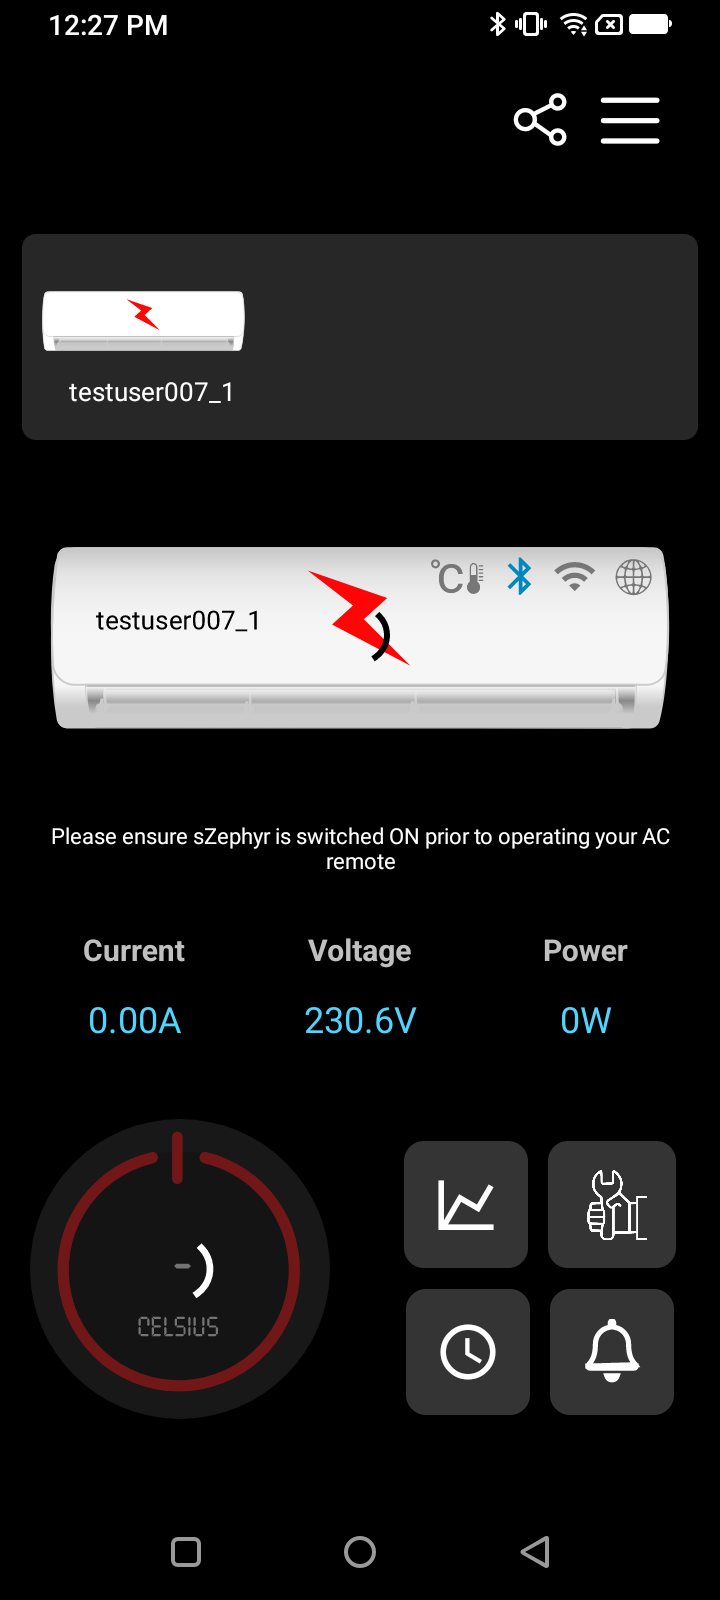 12:27 PM
testuser007_1
°C
testuser007_1
Please ensure sZephyr is switched ON prior to operating your AC
remote
Current Voltage Power
0.00A 230.6V 0W
-
CELSIUS